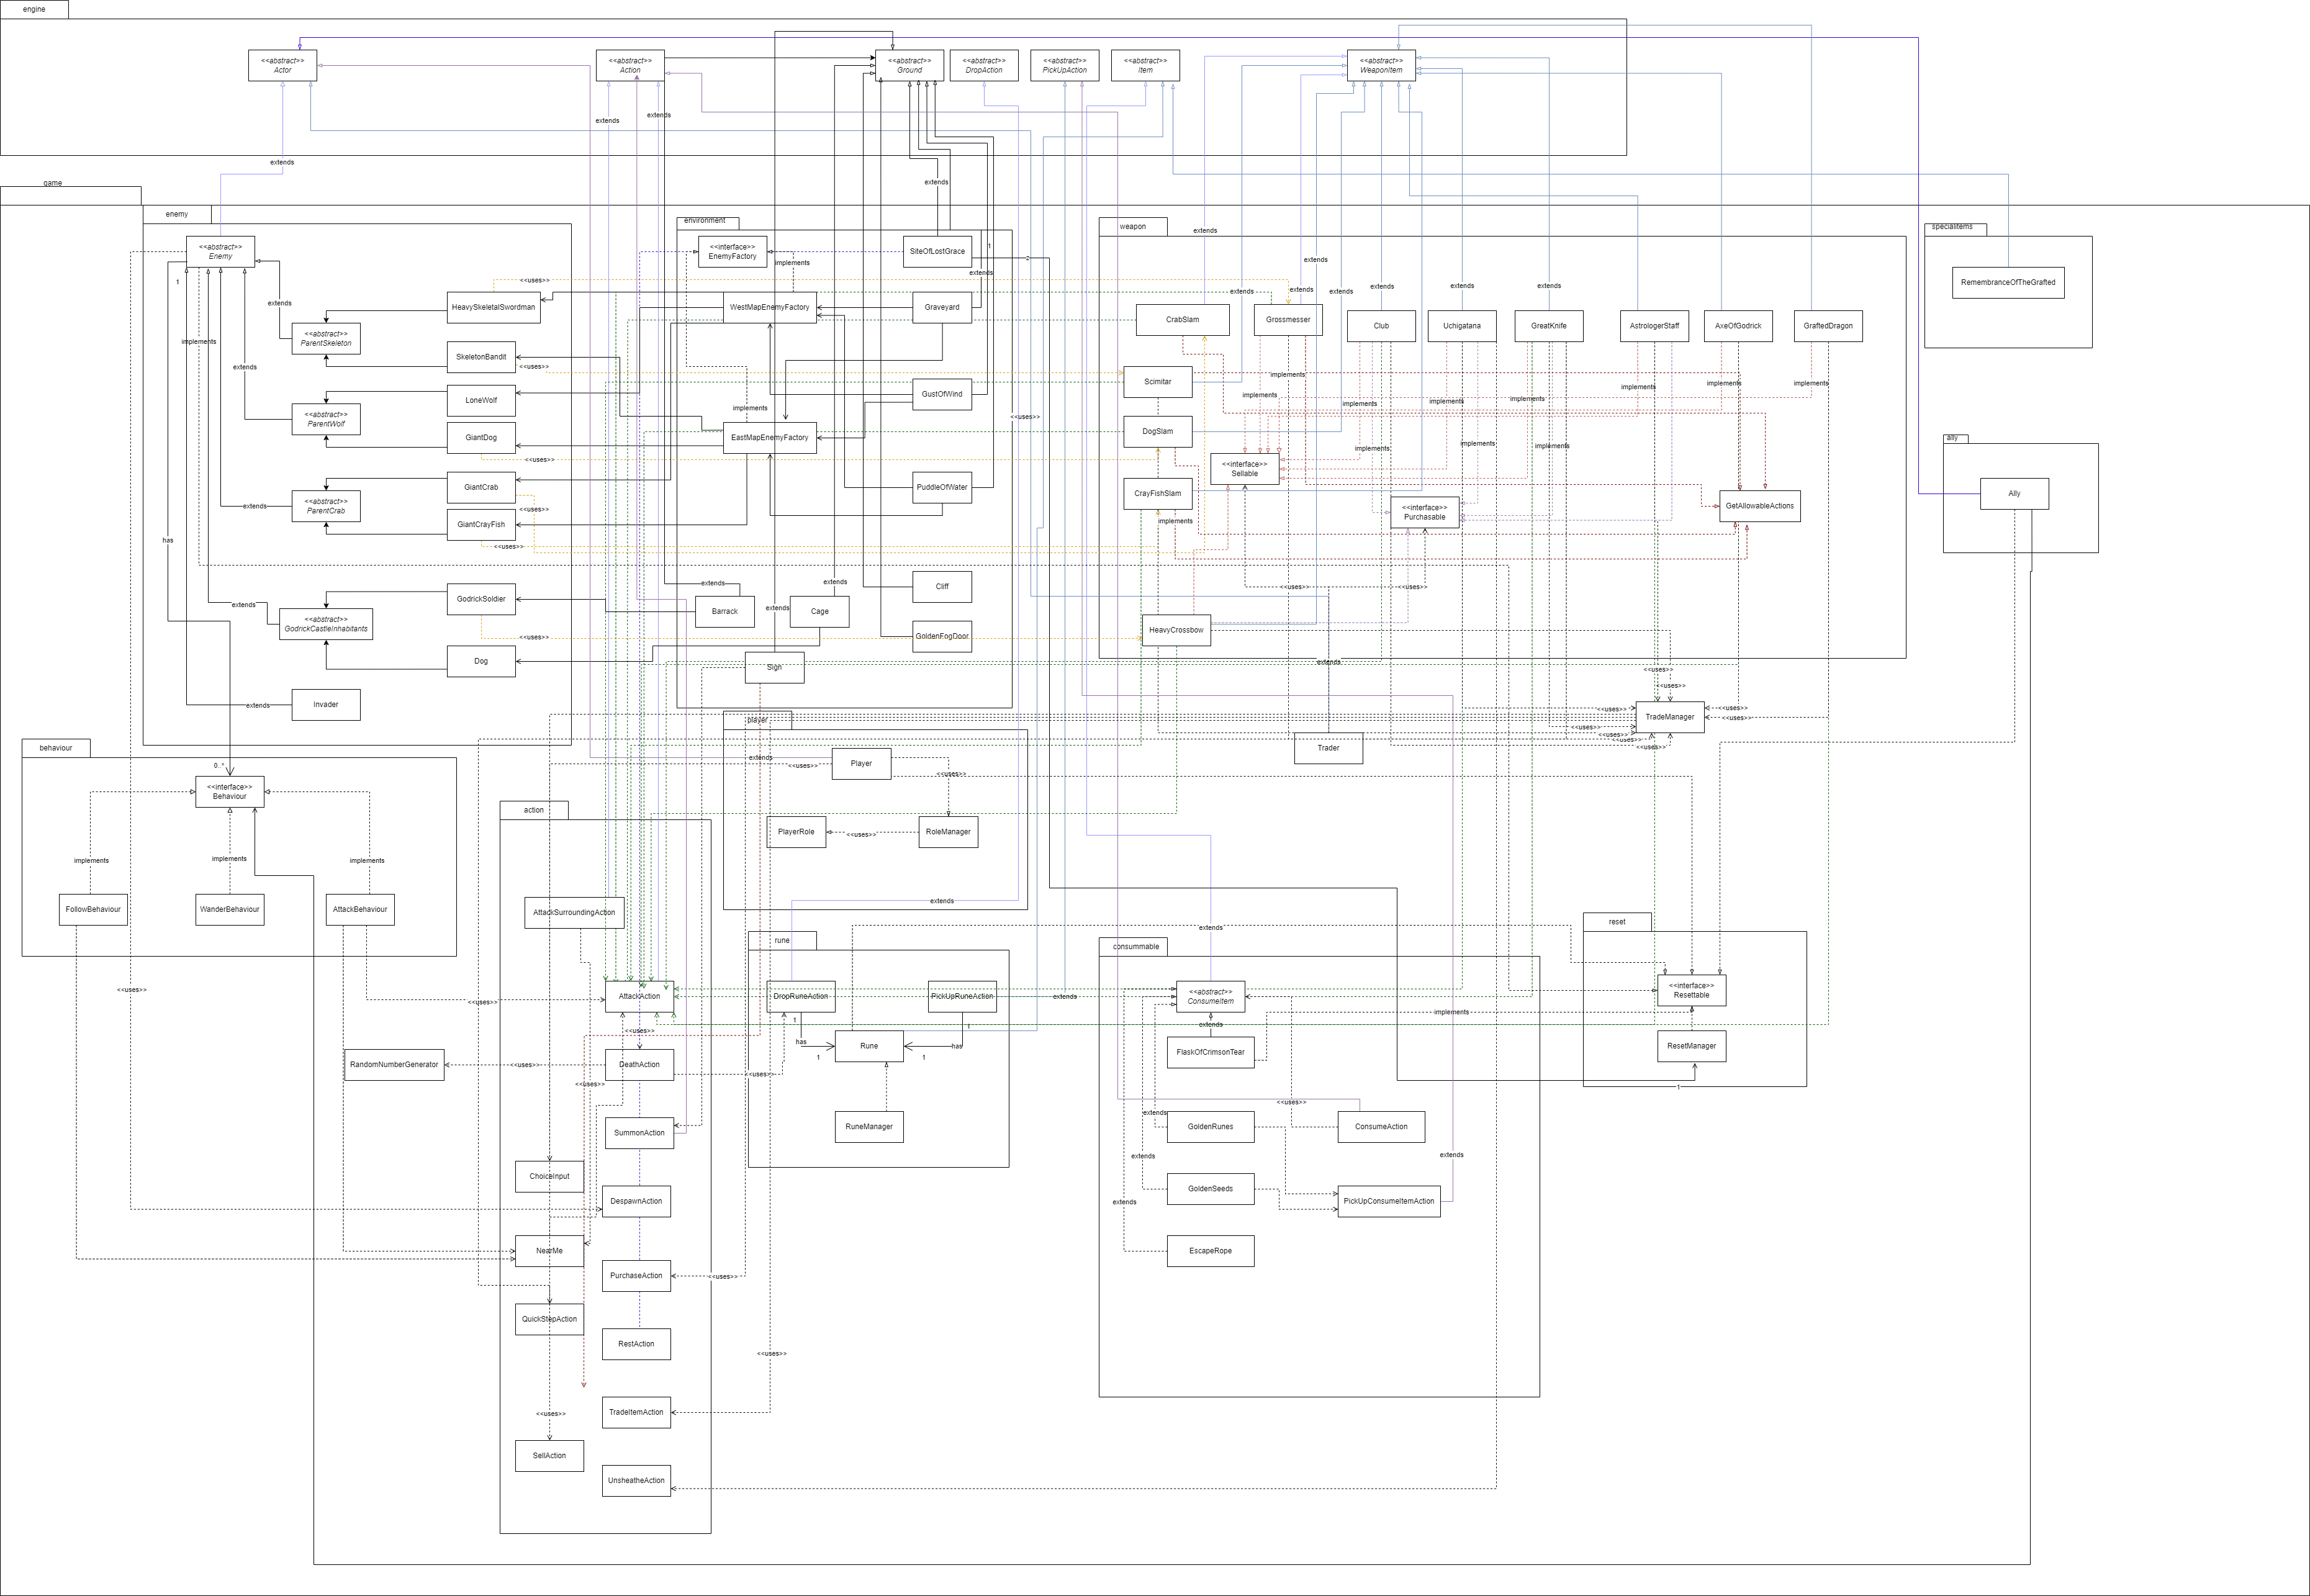 engine
<<abstract>>
Actor
<<abstract>>
Action
<<abstract>>
Ground
<<abstract>>
DropAction
<<abstract>>
PickUpAction
<<abstract>>
Item
<<abstract>>
WeaponItem
extends
extends
extends
extends
game
enemy
<<abstract>>
Enemy
1
extends
<<abstract>>
ParentSkeleton
HeavySkeletalSwordman
<<uses>>
implements
SkeletonBandit
<<uses>>
extends
LoneWolf
<<abstract>>
ParentWolf
GiantDog
<<uses>>
GiantCrab
<<uses>>
<<abstract>>
ParentCrab
extends
GiantCrayFish
<<uses>>
has
GodrickSoldier
extends
<<abstract>>
GodrickCastleInhabitants
<<uses>>
Dog
Invader
extends
environment
<<interface>>
EnemyFactory
implements
SiteOfLostGrace
1
2
extends
WestMapEnemyFactory
Graveyard
GustOfWind
implements
EastMapEnemyFactory
<<uses>>
PuddleOfWater
extends
extends
Cliff
Barrack
extends
Cage
GoldenFogDoor
Sign
weapon
extends
extends
extends
extends
extends
extends
extends
extends
CrabSlam
Grossmesser
Club
Uchigatana
GreatKnife
AstrologerStaff
AxeOfGodrick
GraftedDragon
Scimitar
implements
implements
implements
implements
implements
implements
implements
implements
DogSlam
implements
implements
implements
<<interface>>
Sellable
CrayFishSlam
implements
<<interface>>
Purchasable
GetAllowableActions
<<uses>>
<<uses>>
HeavyCrossbow
extends
<<uses>>
<<uses>>
specialitems
RemembranceOfTheGrafted
ally
Ally
TradeManager
<<uses>>
<<uses>>
<<uses>>
<<uses>>
<<uses>>
<<uses>>
<<uses>>
Trader
behaviour
0..*
<<interface>>
Behaviour
implements
implements
implements
FollowBehaviour
WanderBehaviour
AttackBehaviour
<<uses>>
<<uses>>
player
extends
<<uses>>
Player
<<uses>>
PlayerRole
<<uses>>
RoleManager
extends
action
AttackSurroundingAction
AttackAction
<<uses>>
RandomNumberGenerator
<<uses>>
DeathAction
<<uses>>
<<uses>>
SummonAction
ChoiceInput
DespawnAction
NearMe
PurchaseAction
<<uses>>
QuickStepAction
RestAction
<<uses>>
TradeItemAction
<<uses>>
SellAction
UnsheatheAction
rune
DropRuneAction
PickUpRuneAction
extends
1
1
has
has
1
1
Rune
RuneManager
consummable
extends
<<abstract>>
ConsumeItem
extends
FlaskOfCrimsonTear
implements
<<uses>>
extends
GoldenRunes
ConsumeAction
extends
extends
GoldenSeeds
PickUpConsumeItemAction
extends
EscapeRope
reset
<<interface>>
Resettable
ResetManager
1